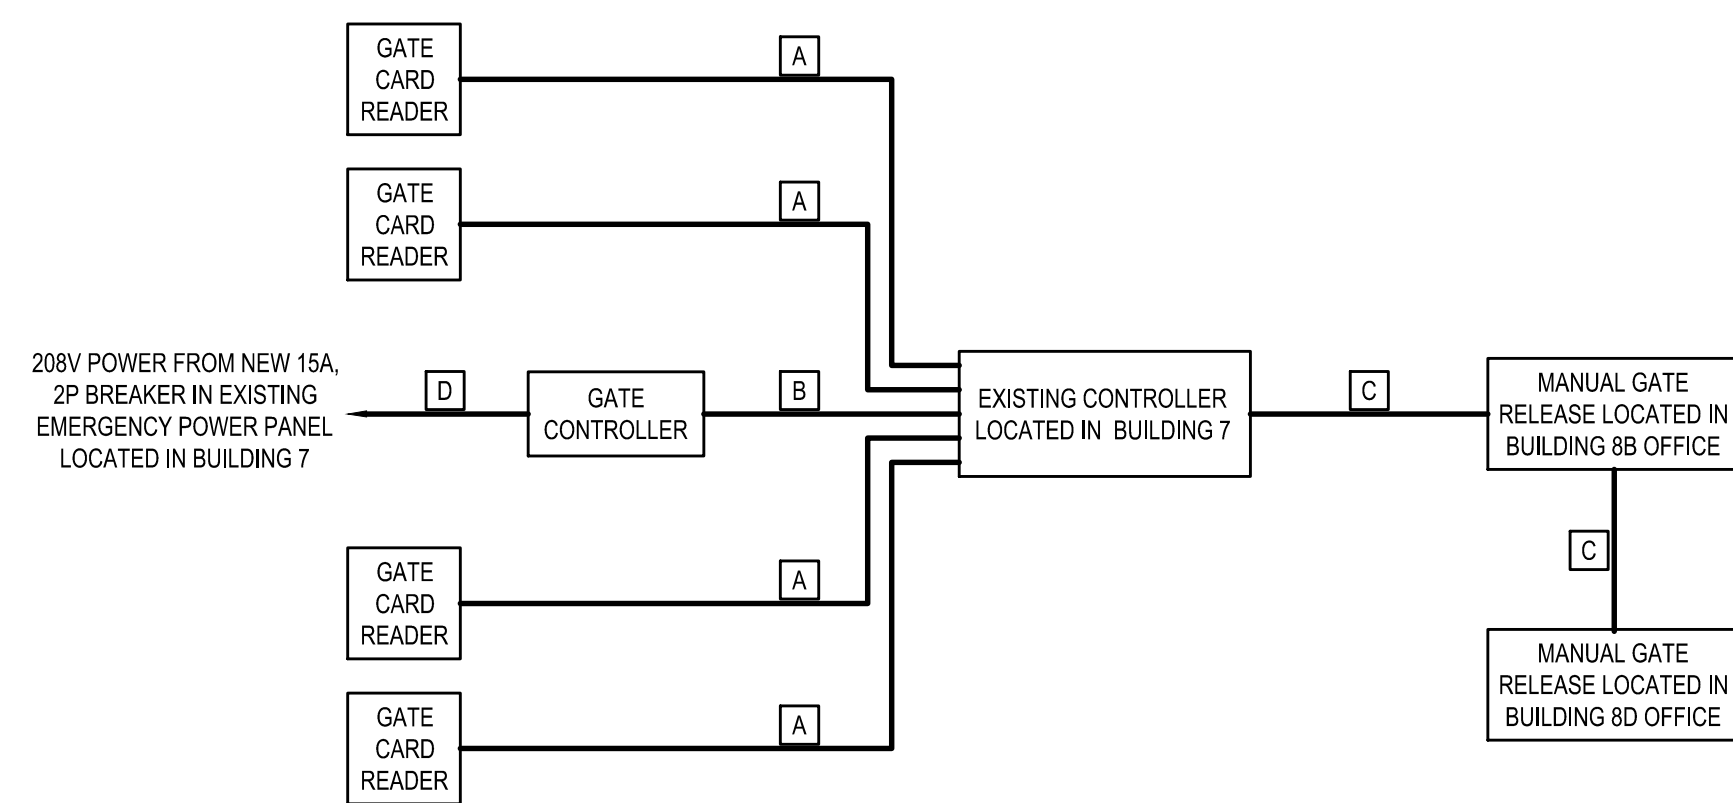 GATE
CARD
READER
A
GATE
CARD
READER
A
208V POWER FROM NEW 15A,
2P BREAKER IN EXISTING
EMERGENCY POWER PANEL
LOCATED IN BUILDING 7
D
GATE
CONTROLLER
B
EXISTING CONTROLLER
LOCATED IN BUILDING 7
C
MANUAL GATE
RELEASE LOCATED IN
BUILDING 8B OFFICE
C
MANUAL GATE
RELEASE LOCATED IN
BUILDING 8D OFFICE
GATE
CARD
READER
A
GATE
CARD
READER
A